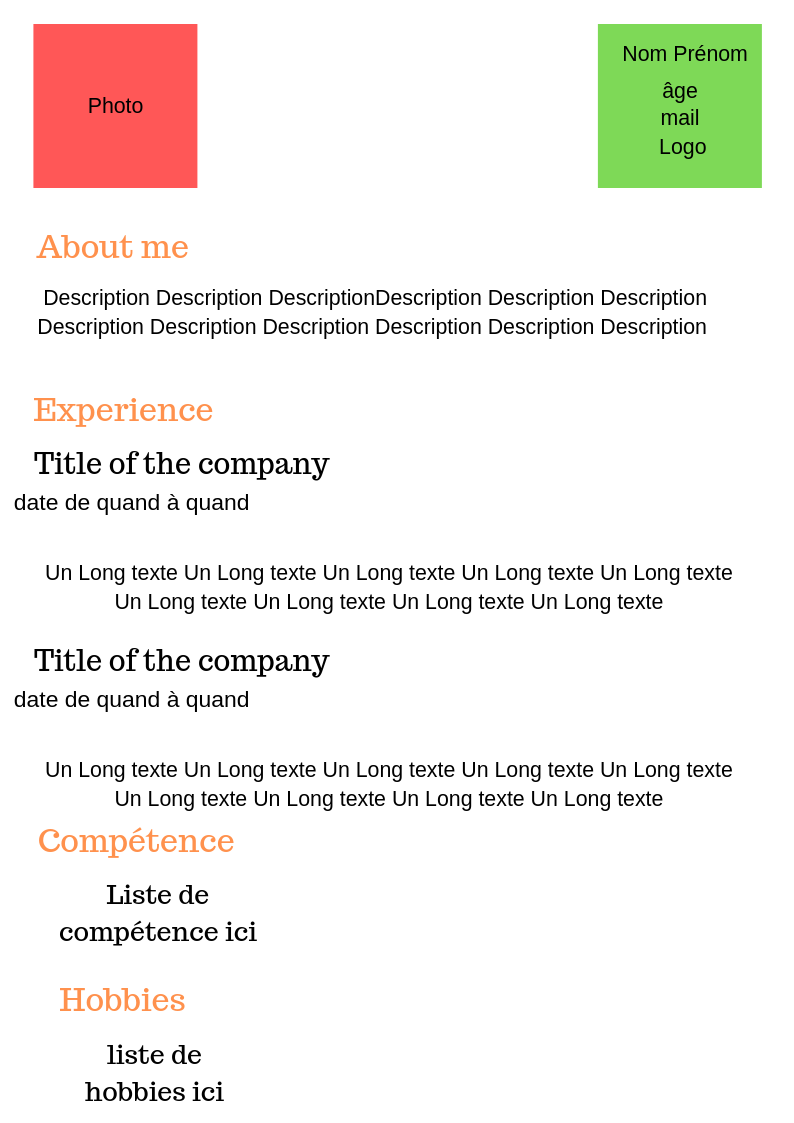 Photo
Nom Prénom
âge
mail
Logo
About me
Description Description DescriptionDescription Description Description
Description Description Description Description Description Description
Experience
Title of the company
date de quand à quand
Un Long texte Un Long texte Un Long texte Un Long texte Un Long texte
Un Long texte Un Long texte Un Long texte Un Long texte
Title of the company
date de quand à quand
Un Long texte Un Long texte Un Long texte Un Long texte Un Long texte
Un Long texte Un Long texte Un Long texte Un Long texte
Compétence
Liste de
compétence ici
Hobbies
liste de
hobbies ici